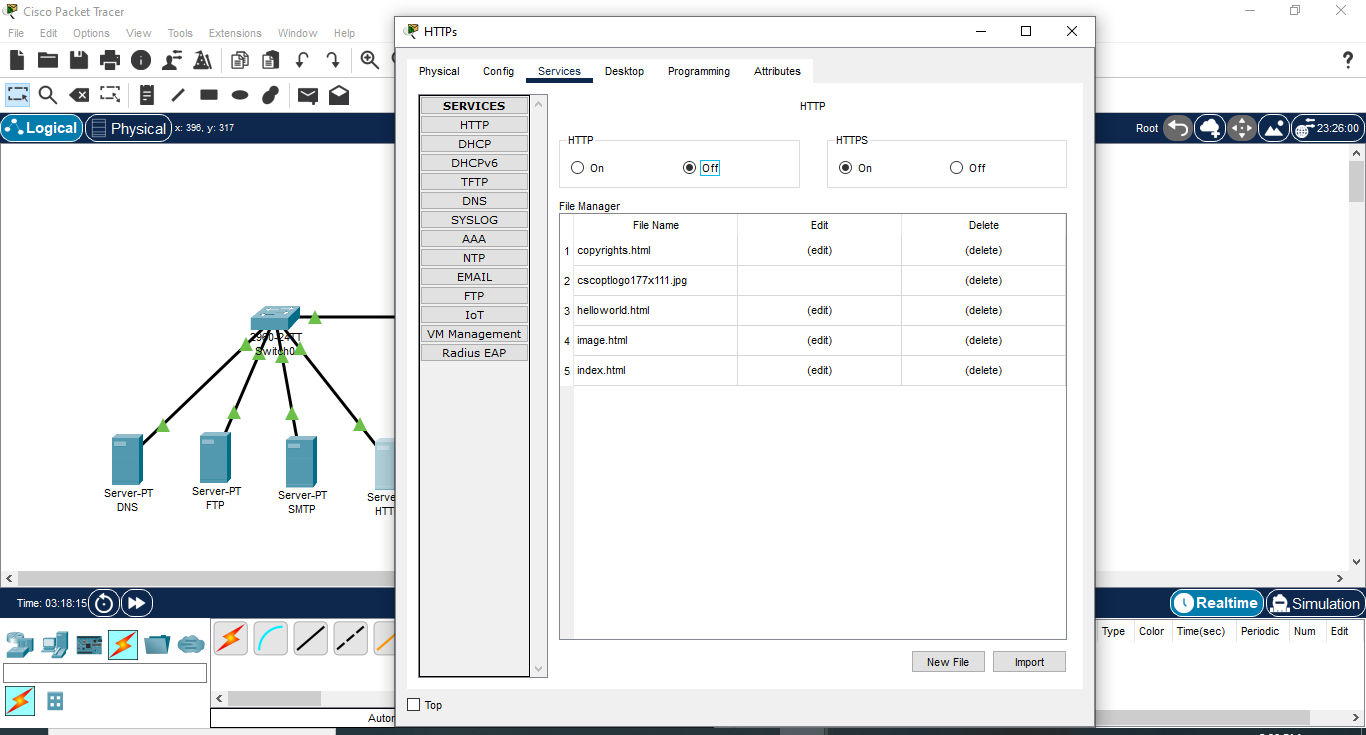 Cisco Packet Tracer
File Edit Options View Tools Extensions Window Help
Logical Physical x: 396, y: 317
Root 23:26:00
2960-24TT
Switch0
Server-PT
DNS
Server-PT
FTP
Server-PT
SMTP
Serve
HTT
HTTPs
Physical Config Services Desktop Programming Attributes
SERVICES
HTTP
DHCP
DHCPv6
TFTP
DNS
SYSLOG
AAA
NTP
EMAIL
FTP
IoT
VM Management
Radius EAP
HTTP
HTTP
On Off
HTTPS
On Off
File Manager
File Name Edit Delete
1 copyrights.html (edit) (delete)
2 cscoptlogo177x111.jpg (delete)
3 helloworld.html (edit) (delete)
4 image.html (edit) (delete)
5 index.html (edit) (delete)
New File Import
Top
Time: 03:18:15
Realtime Simulation
Type Color Time(sec) Periodic Num Edit
Autor